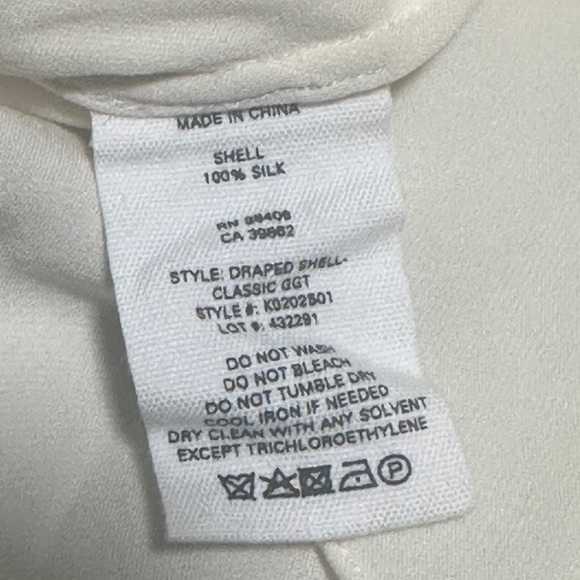 MADE IN CHINA
SHELL
100% SILK
RN
CA 39662
STYLE: DRAPED SHELL-
CLASSIC GGT
STYLE #: K0202501
LOT #: 432291
DO NOT WASH
DO NOT BLEACH
DO NOT TUMBLE DRY
COOL IRON IF NEEDED
DRY CLEAN WITH ANY SOLVENT
EXCEPT TRICHLOROETHYLENE
P